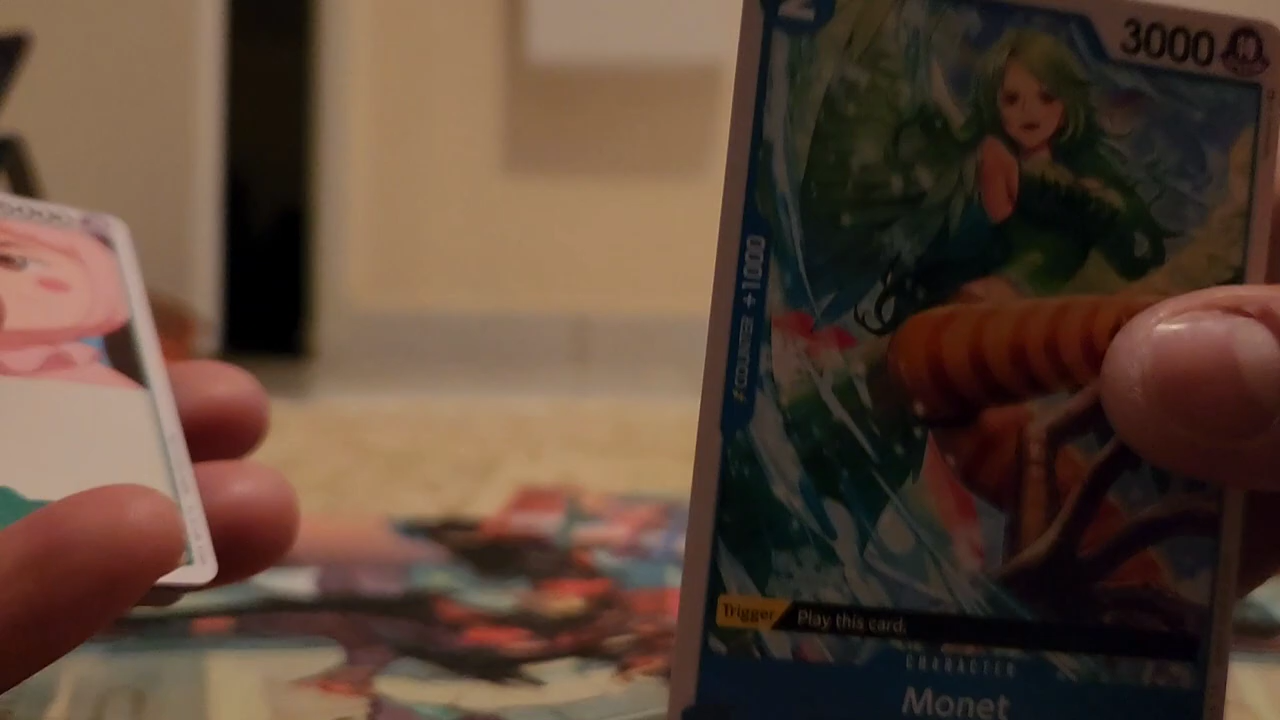 2
3000
COUNTER +1000
Trigger Play this card.
CHARACTER
Monet